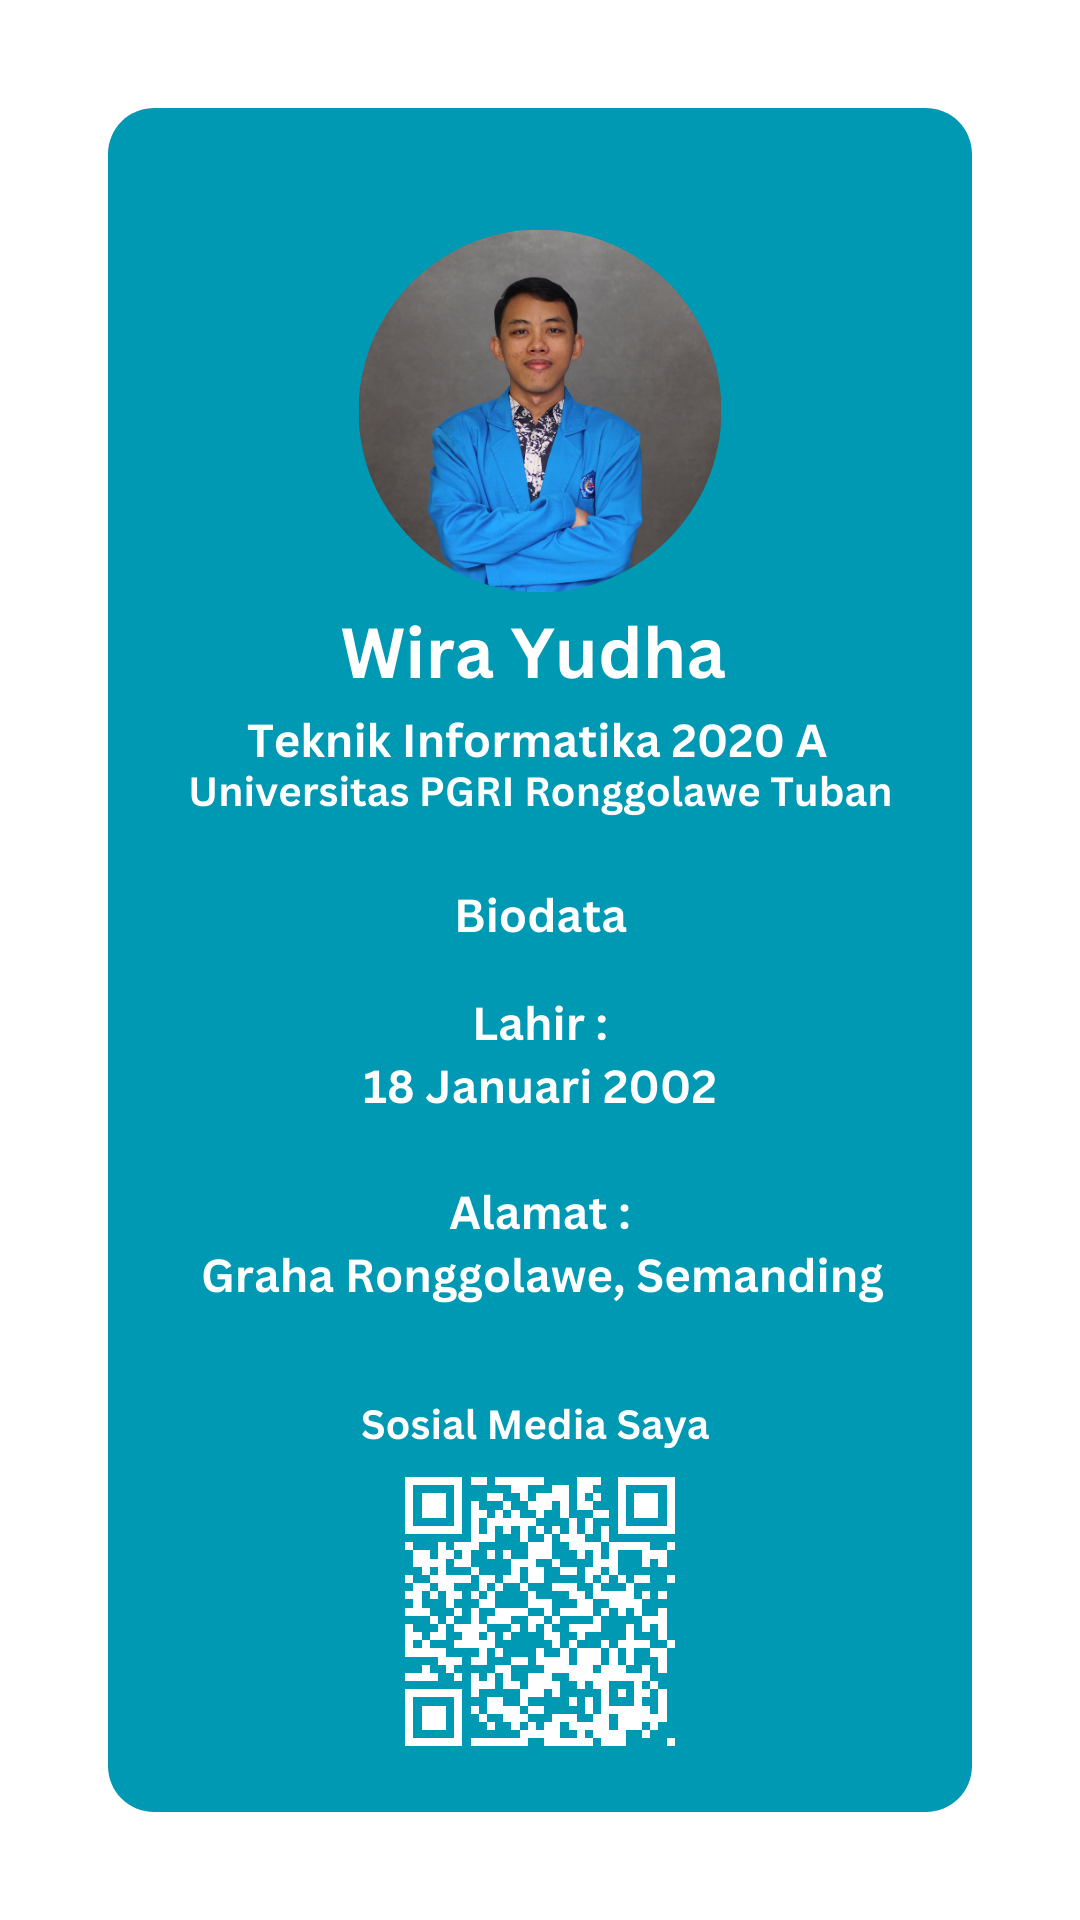 Wira Yudha
Teknik Informatika 2020 A
Universitas PGRI Ronggolawe Tuban
Biodata
Lahir :
18 Januari 2002
Alamat :
Graha Ronggolawe, Semanding
Sosial Media Saya